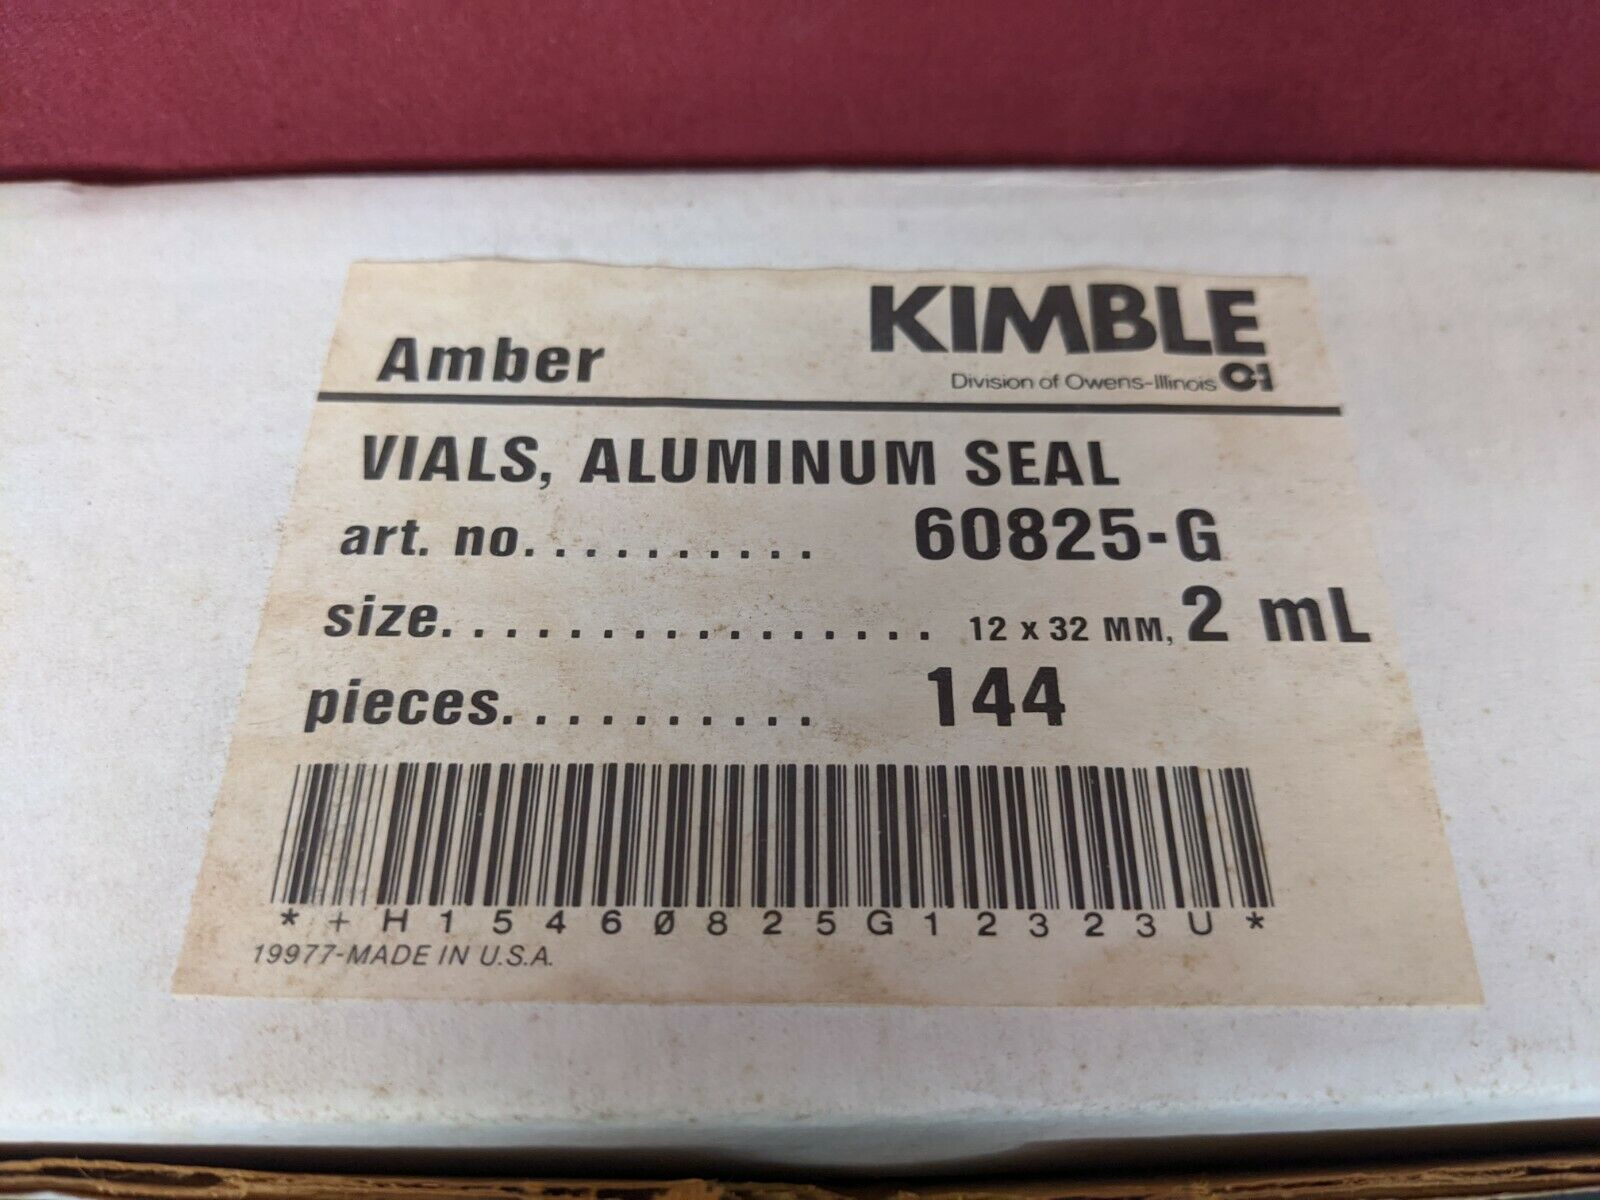 KIMBLE
Amber
Division of Owens-Illinois
VIALS, ALUMINUM SEAL
art. no.......... 60825-G
size................ 12 x 32 MM, 2 mL
pieces.......... 144
*+H15460825G12323U*
19977-MADE IN U.S.A.